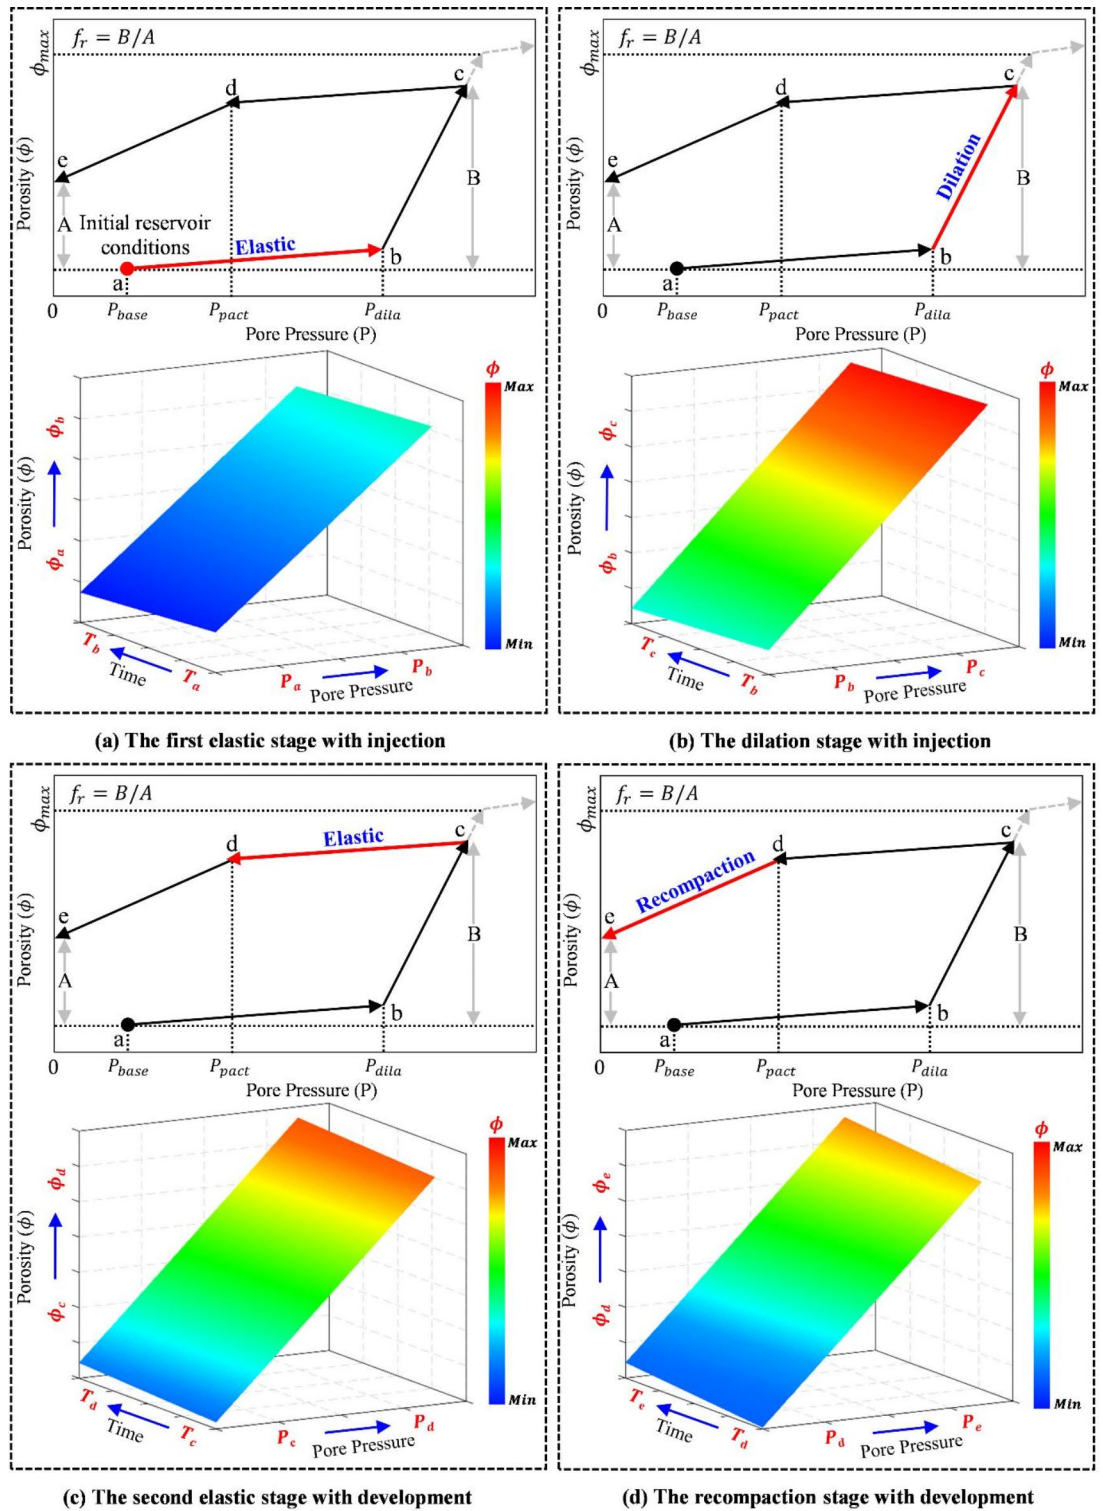 f_r = B/A
ϕ_max
c
d
Porosity (ϕ)
e
B
A
Initial reservoir
conditions
Elastic
b
a
0
P_base
P_pact
P_dila
Pore Pressure (P)
ϕ
Max
ϕ_b
Porosity (ϕ)
ϕ_a
Min
T_b
Time
T_a
P_a
P_b
Pore Pressure
(a) The first elastic stage with injection
f_r = B/A
ϕ_max
c
d
Porosity (ϕ)
Dilation
e
B
A
b
a
0
P_base
P_pact
P_dila
Pore Pressure (P)
ϕ
Max
ϕ_c
Porosity (ϕ)
ϕ_b
Min
T_c
Time
T_b
P_b
P_c
Pore Pressure
(b) The dilation stage with injection
f_r = B/A
ϕ_max
Elastic
c
d
Porosity (ϕ)
e
B
A
b
a
0
P_base
P_pact
P_dila
Pore Pressure (P)
ϕ
Max
ϕ_d
Porosity (ϕ)
ϕ_c
Min
T_d
Time
T_c
P_c
P_d
Pore Pressure
(c) The second elastic stage with development
f_r = B/A
ϕ_max
c
d
Recompaction
Porosity (ϕ)
e
B
A
b
a
0
P_base
P_pact
P_dila
Pore Pressure (P)
ϕ
Max
ϕ_e
Porosity (ϕ)
ϕ_d
Min
T_e
Time
T_d
P_d
P_e
Pore Pressure
(d) The recompaction stage with development